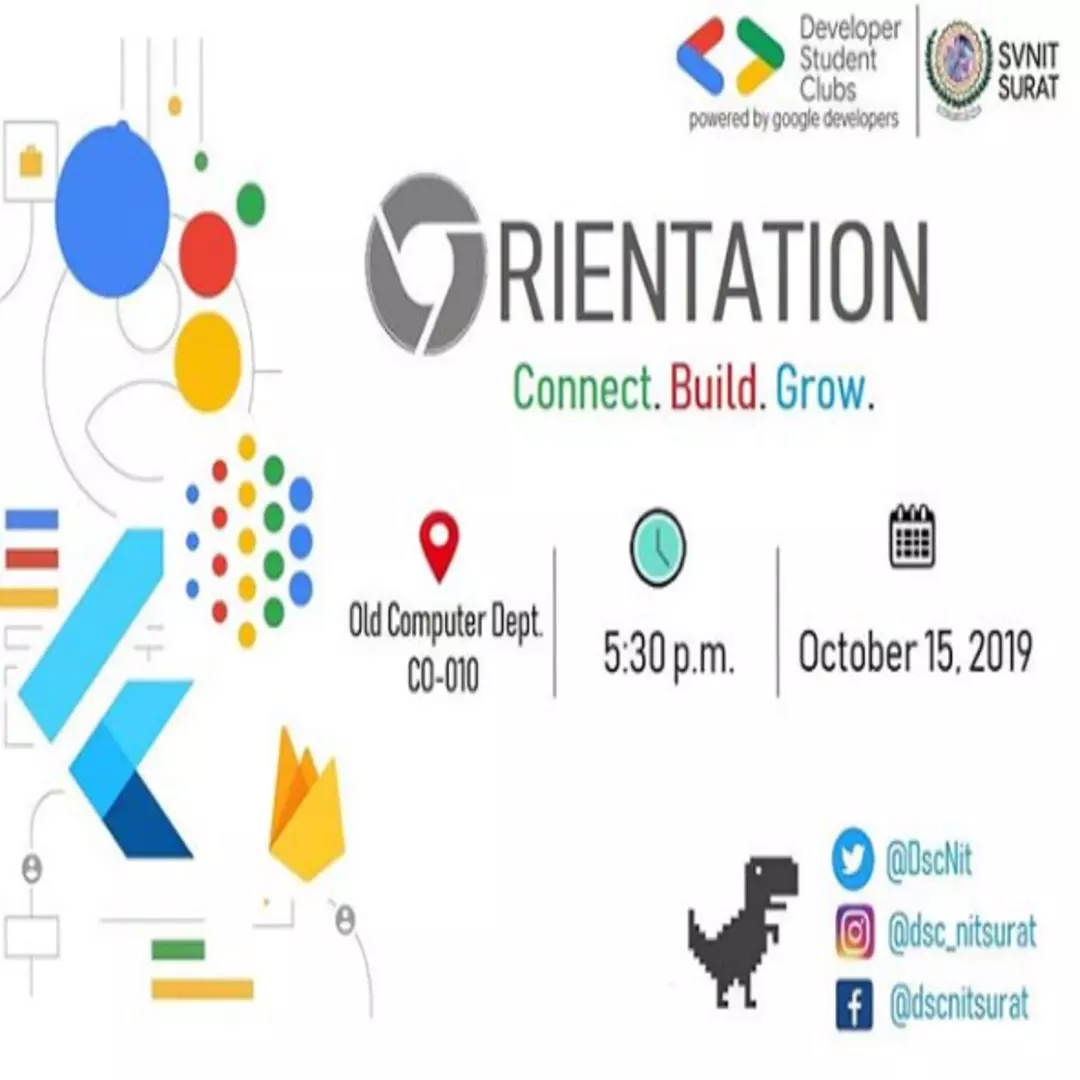 Developer
Student
Clubs
powered by google developers
SVNIT
SURAT
ORIENTATION
Connect. Build. Grow.
Old Computer Dept.
CO-010
5:30 p.m.
October 15, 2019
@DscNit
@dsc_nitsurat
@dscnitsurat